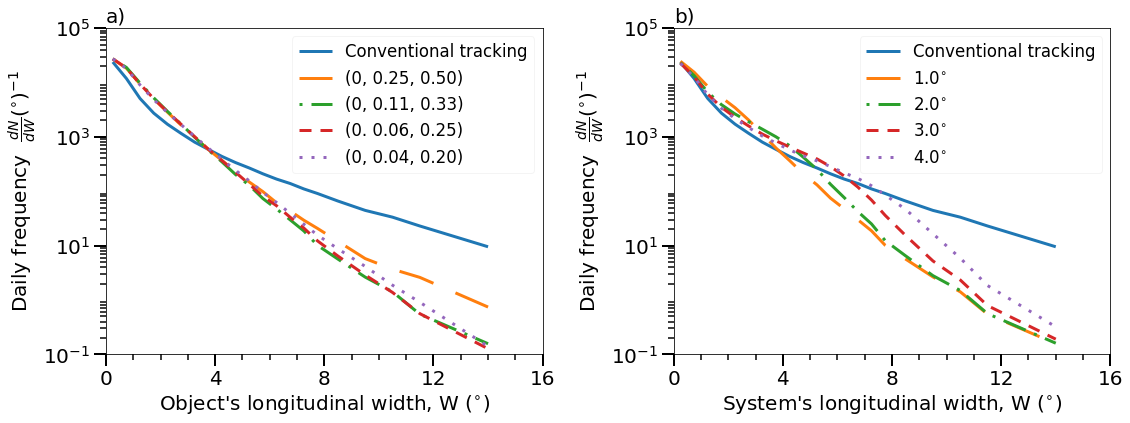 a)
10^5
10^3
10^1
10^-1
Daily frequency dN/dW (°)^-1
Conventional tracking
(0, 0.25, 0.50)
(0, 0.11, 0.33)
(0. 0.06, 0.25)
(0, 0.04, 0.20)
0 4 8 12 16
Object's longitudinal width, W (°)
b)
10^5
10^3
10^1
10^-1
Daily frequency dN/dW (°)^-1
Conventional tracking
1.0°
2.0°
3.0°
4.0°
0 4 8 12 16
System's longitudinal width, W (°)